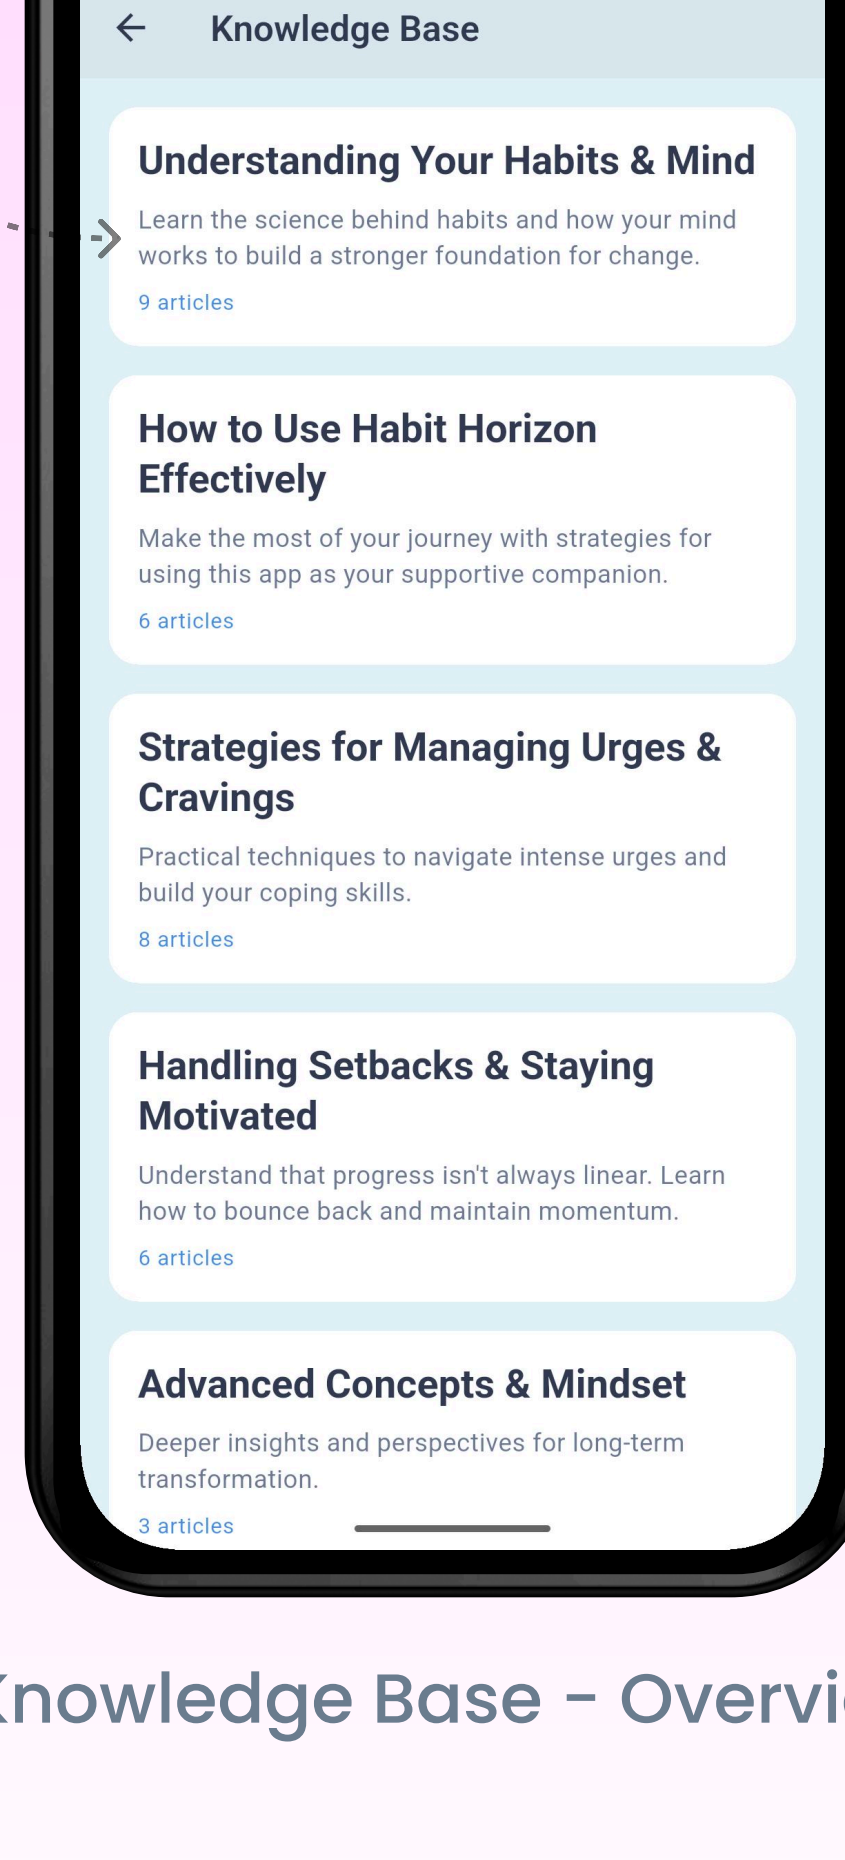 Knowledge Base
Understanding Your Habits & Mind
Learn the science behind habits and how your mind
works to build a stronger foundation for change.
9 articles
How to Use Habit Horizon
Effectively
Make the most of your journey with strategies for
using this app as your supportive companion.
6 articles
Strategies for Managing Urges &
Cravings
Practical techniques to navigate intense urges and
build your coping skills.
8 articles
Handling Setbacks & Staying
Motivated
Understand that progress isn't always linear. Learn
how to bounce back and maintain momentum.
6 articles
Advanced Concepts & Mindset
Deeper insights and perspectives for long-term
transformation.
3 articles
Knowledge Base - Overvi